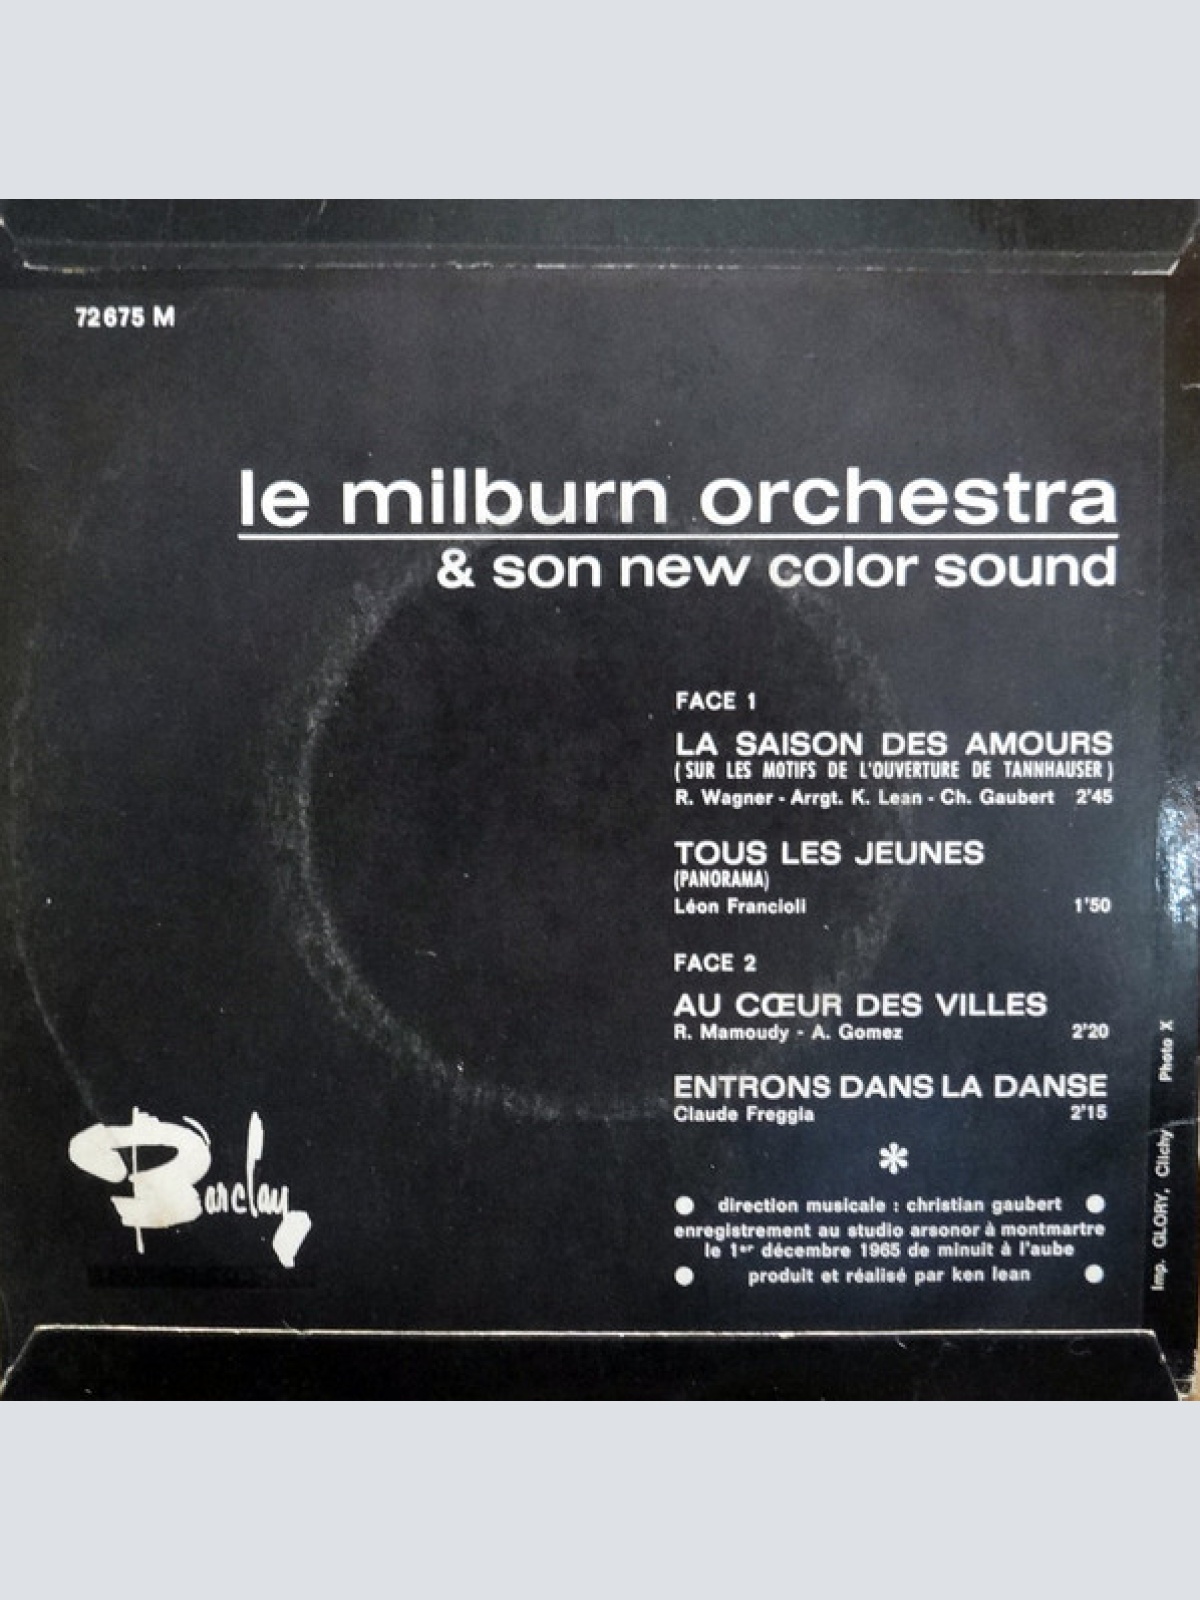 72675 M
le milburn orchestra
& son new color sound
FACE 1
LA SAISON DES AMOURS
(SUR LES MOTIFS DE L'OUVERTURE DE TANNHAUSER)
R. Wagner - Arrgt. K. Lean - Ch. Gaubert 2'45
TOUS LES JEUNES
(PANORAMA)
Léon Francioli 1'50
FACE 2
AU CŒUR DES VILLES
R. Mamoudy - A. Gomez 2'20
ENTRONS DANS LA DANSE
Claude Freggia 2'15
*
● direction musicale : christian gaubert ●
enregistrement au studio arsonor à montmartre
le 1er décembre 1965 de minuit à l'aube
● produit et réalisé par ken lean ●
Barclay
Imp. GLORY, Clichy Photo X